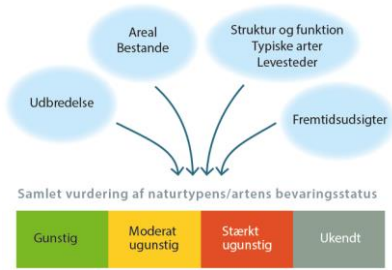 Areal
Bestande
Struktur og funktion
Typiske arter
Levesteder
Udbredelse
Fremtidsudsigter
Samlet vurdering af naturtypens/artens bevaringsstatus
Gunstig
Moderat
ugunstig
Stærkt
ugunstig
Ukendt